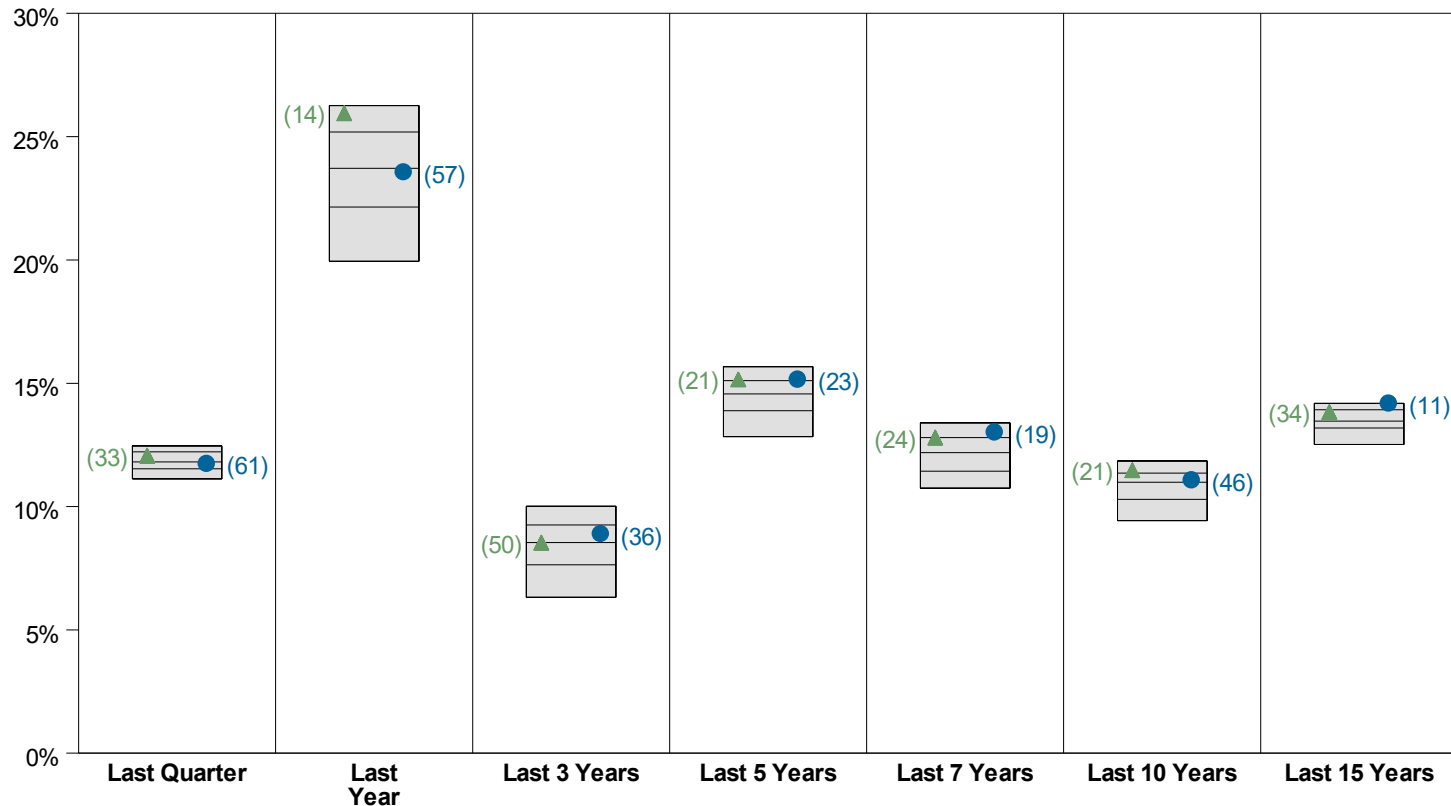 30%
25%
20%
15%
10%
5%
0%
(33)
(61)
(14)
(57)
(50)
(36)
(21)
(23)
(24)
(19)
(21)
(46)
(34)
(11)
Last Quarter
Last
Year
Last 3 Years
Last 5 Years
Last 7 Years
Last 10 Years
Last 15 Years